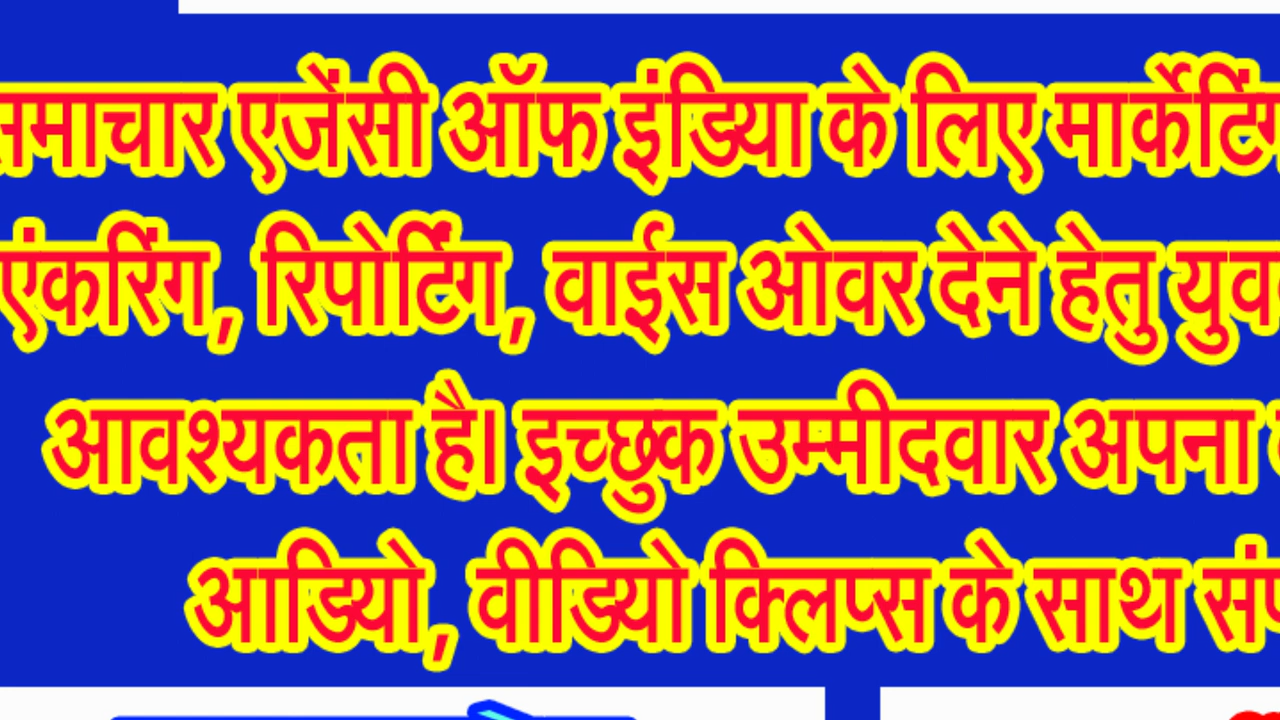 समाचार एजेंसी ऑफ इंडिया के लिए मार्केटिंग
एंकरिंग, रिपोर्टिंग, वाईस ओवर देने हेतु
आवश्यकता है। इच्छुक उम्मीदवार अपना
आडियो, वीडियो क्लिप्स के साथ